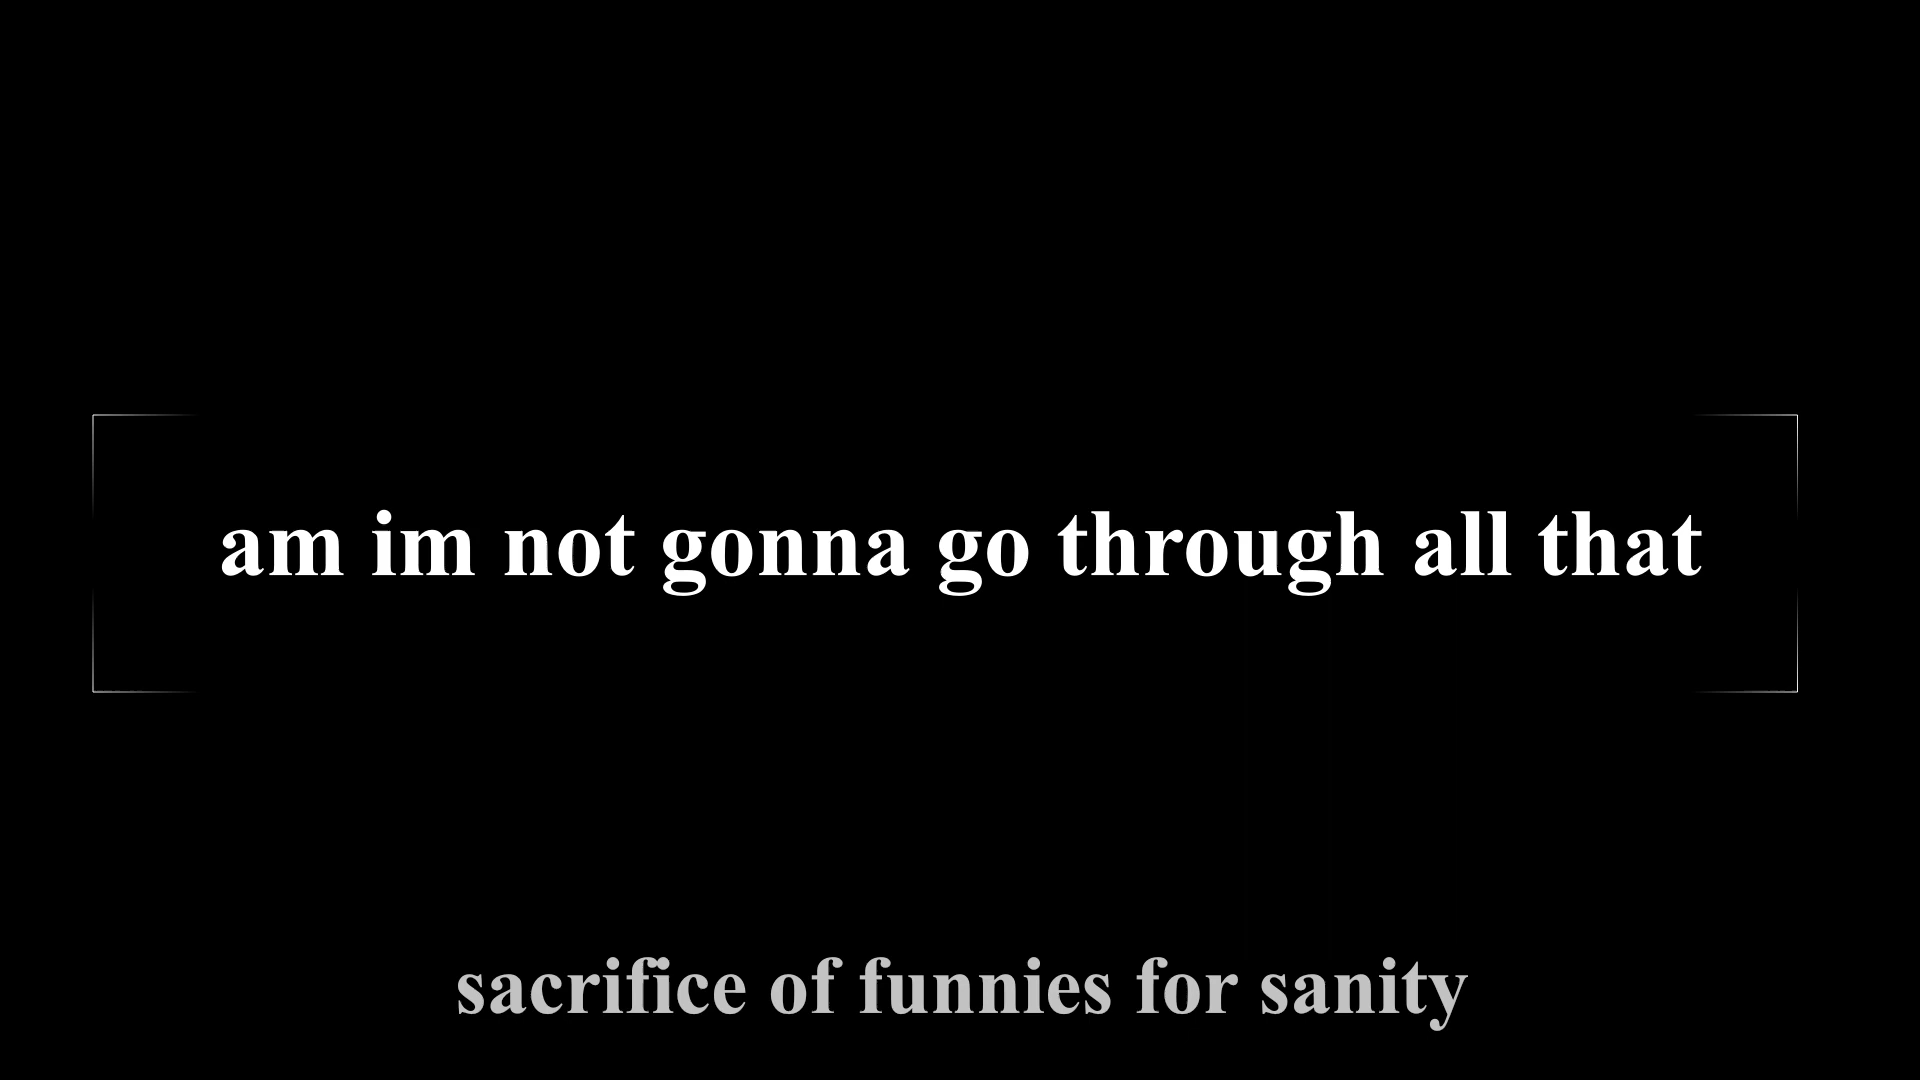 am im not gonna go through all that
sacrifice of funnies for sanity